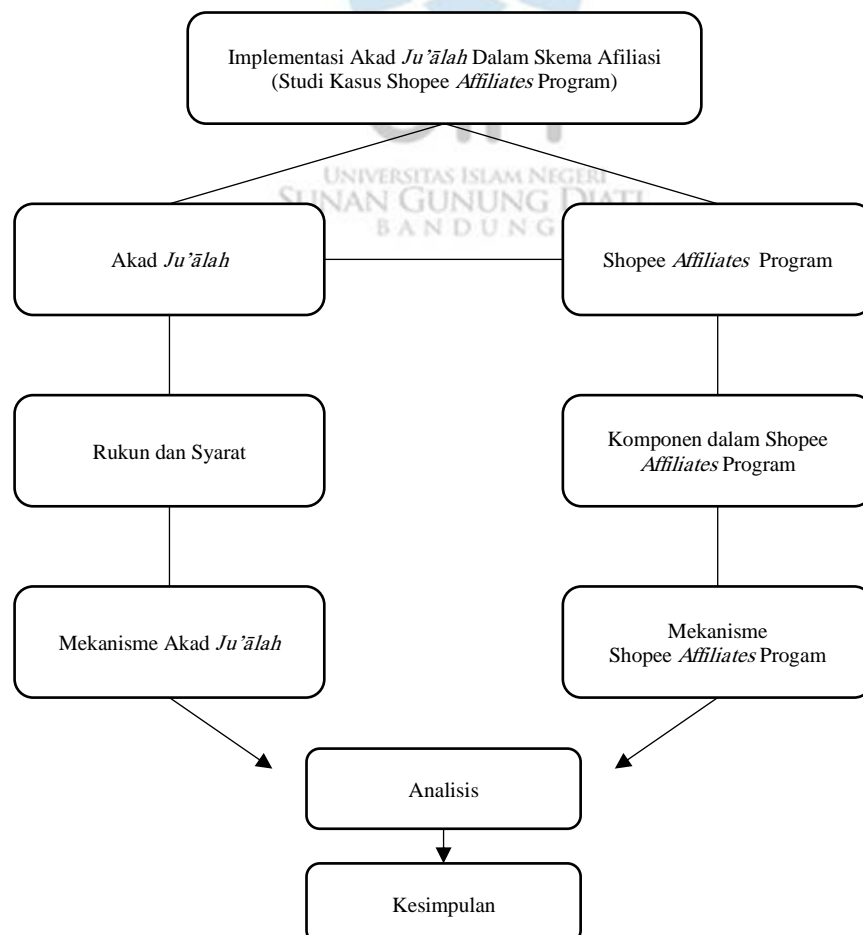 Implementasi Akad Ju’ālah Dalam Skema Afiliasi
(Studi Kasus Shopee Affiliates Program)
UNIVERSITAS ISLAM NEGERI
SUNAN GUNUNG DJATI
BANDUNG
Akad Ju’ālah
Shopee Affiliates Program
Rukun dan Syarat
Komponen dalam Shopee
Affiliates Program
Mekanisme Akad Ju’ālah
Mekanisme
Shopee Affiliates Progam
Analisis
Kesimpulan